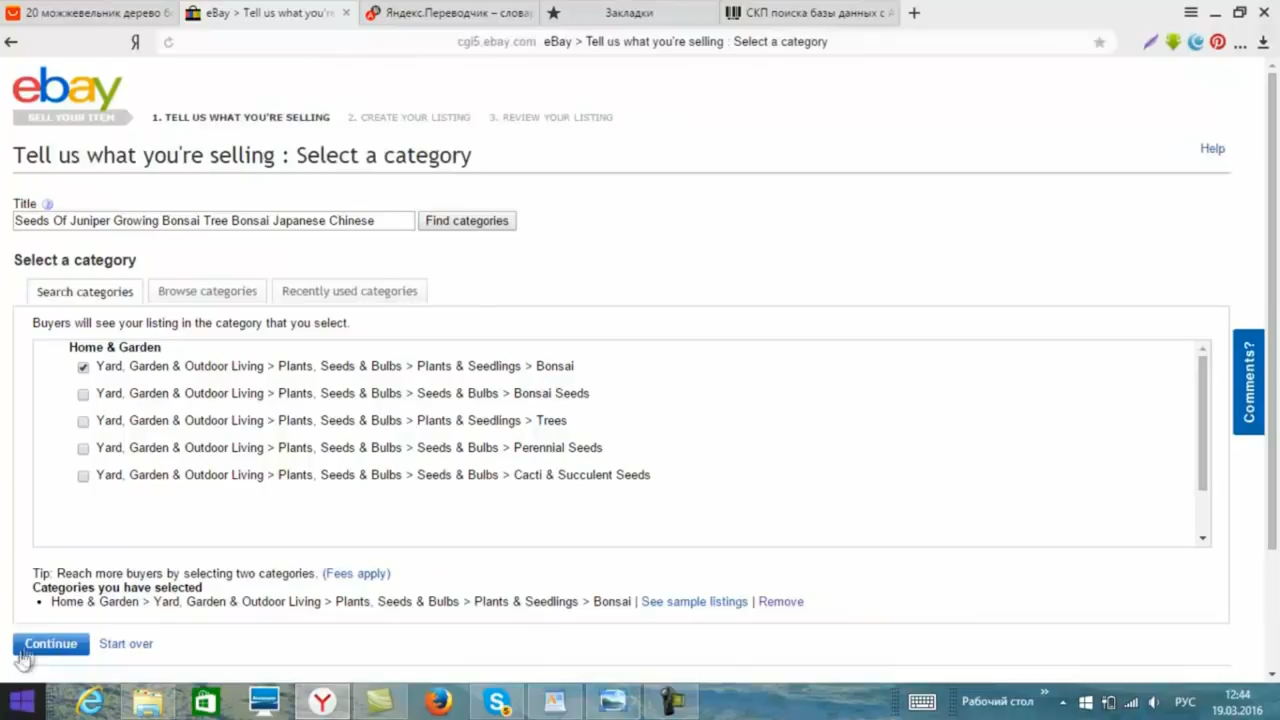 20 можжевельник дерево б
eBay > Tell us what you'r
Яндекс.Переводчик – слова
Закладки
СКП поиска базы данных с
Я
cgi5.ebay.com eBay > Tell us what you're selling : Select a category
ebay
SELL YOUR ITEM
1. TELL US WHAT YOU'RE SELLING
2. CREATE YOUR LISTING
3. REVIEW YOUR LISTING
Tell us what you're selling : Select a category
Help
Title
Seeds Of Juniper Growing Bonsai Tree Bonsai Japanese Chinese
Find categories
Select a category
Search categories
Browse categories
Recently used categories
Buyers will see your listing in the category that you select.
Home & Garden
Yard, Garden & Outdoor Living > Plants, Seeds & Bulbs > Plants & Seedlings > Bonsai
Yard, Garden & Outdoor Living > Plants, Seeds & Bulbs > Seeds & Bulbs > Bonsai Seeds
Yard, Garden & Outdoor Living > Plants, Seeds & Bulbs > Plants & Seedlings > Trees
Yard, Garden & Outdoor Living > Plants, Seeds & Bulbs > Seeds & Bulbs > Perennial Seeds
Yard, Garden & Outdoor Living > Plants, Seeds & Bulbs > Seeds & Bulbs > Cacti & Succulent Seeds
Comments?
Tip: Reach more buyers by selecting two categories. (Fees apply)
Categories you have selected
• Home & Garden > Yard, Garden & Outdoor Living > Plants, Seeds & Bulbs > Plants & Seedlings > Bonsai | See sample listings | Remove
Continue
Start over
Рабочий стол
РУС
12:44
19.03.2016